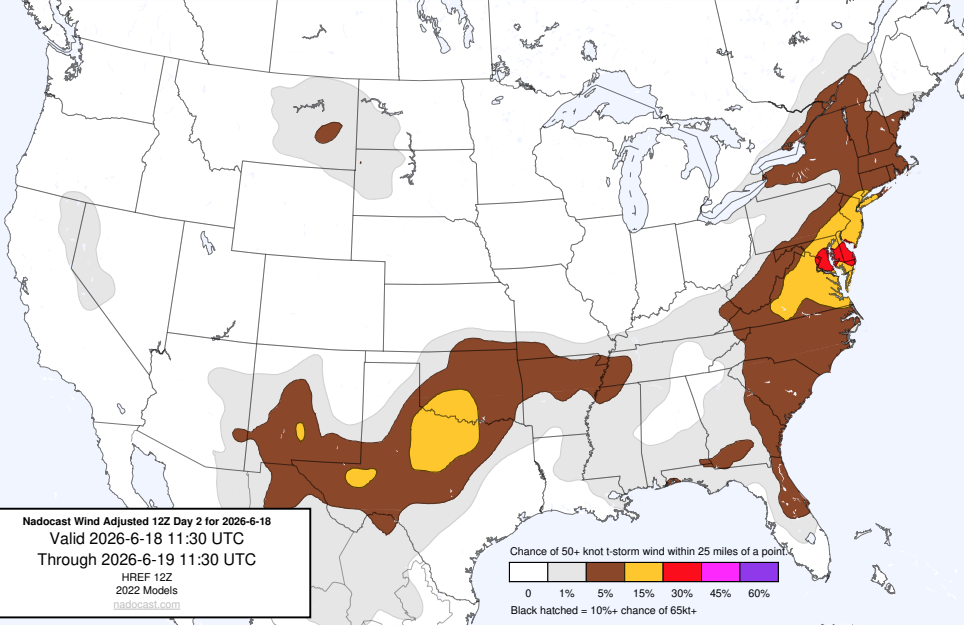 Nadocast Wind Adjusted 12Z Day 2 for 2026-6-18
Valid 2026-6-18 11:30 UTC
Through 2026-6-19 11:30 UTC
HREF 12Z
2022 Models
nadocast.com
Chance of 50+ knot t-storm wind within 25 miles of a point.
0 1% 5% 15% 30% 45% 60%
Black hatched = 10%+ chance of 65kt+